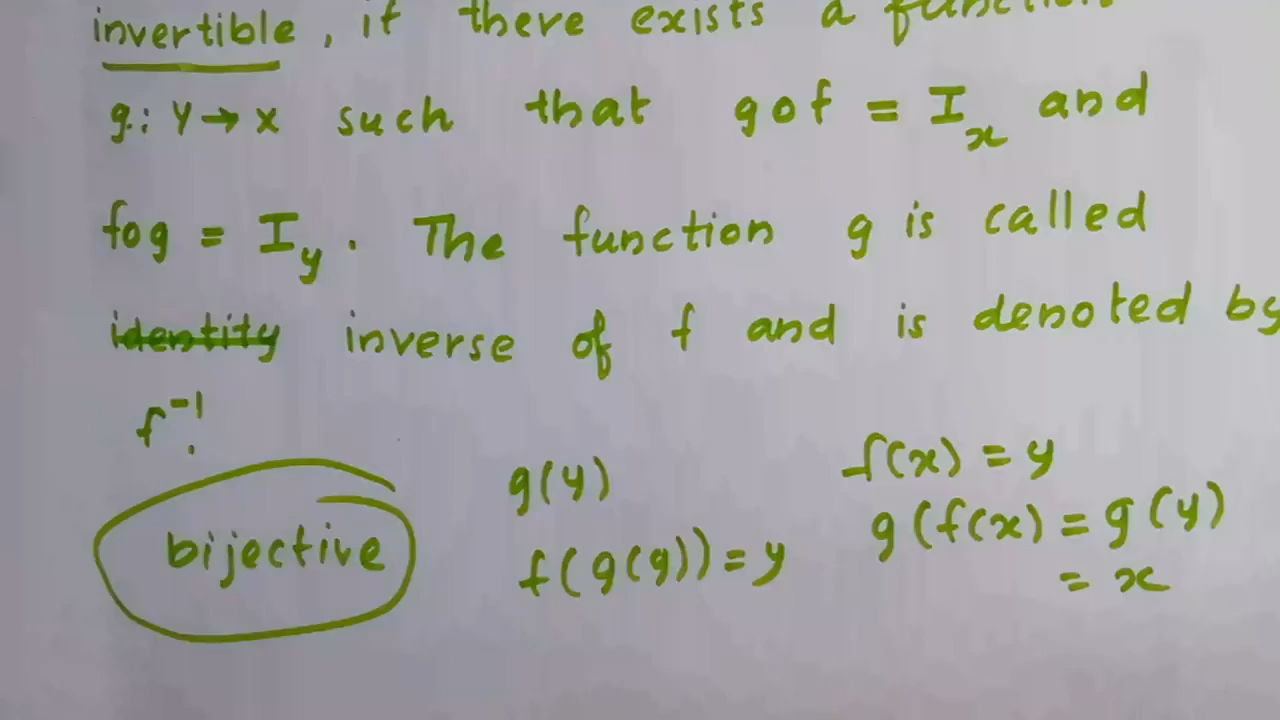 invertible, if there exists a function
g: Y → X such that gof = I_x and
fog = I_y. The function g is called
identity inverse of f and is denoted by
f⁻¹.
bijective
g(y)
f(g(g)) = y
f(x) = y
g(f(x) = g(y)
= x